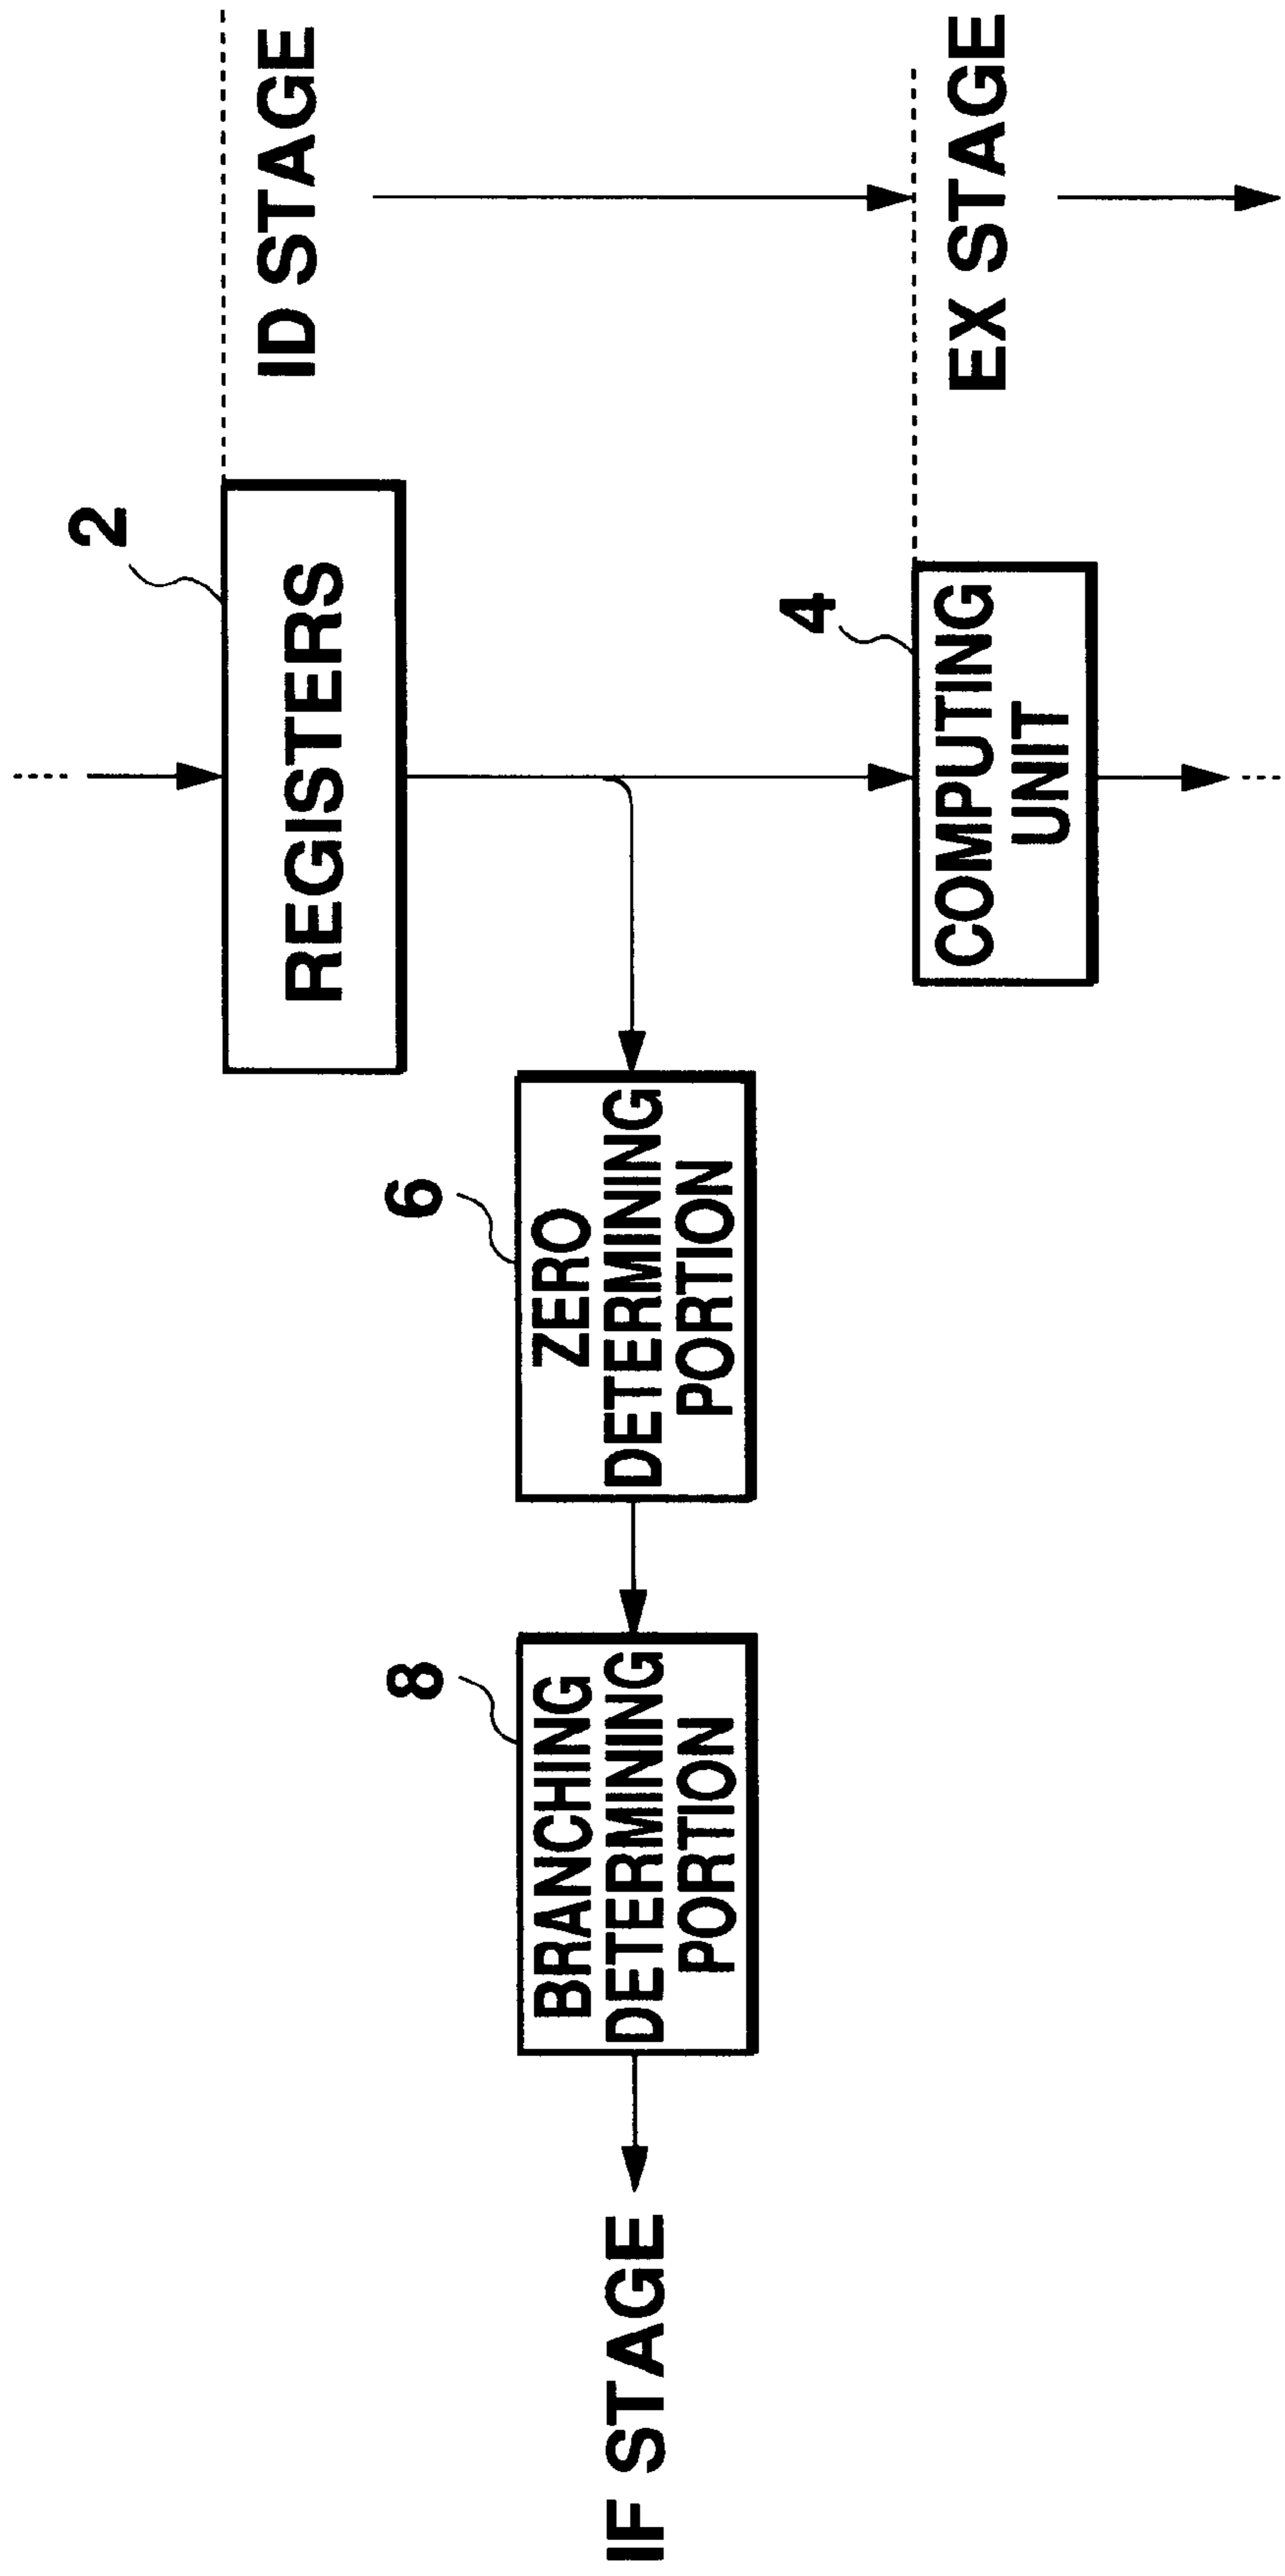 2
REGISTERS
ID STAGE
6
ZERO
DETERMINING
PORTION
8
BRANCHING
DETERMINING
PORTION
IF STAGE
4
COMPUTING
UNIT
EX STAGE